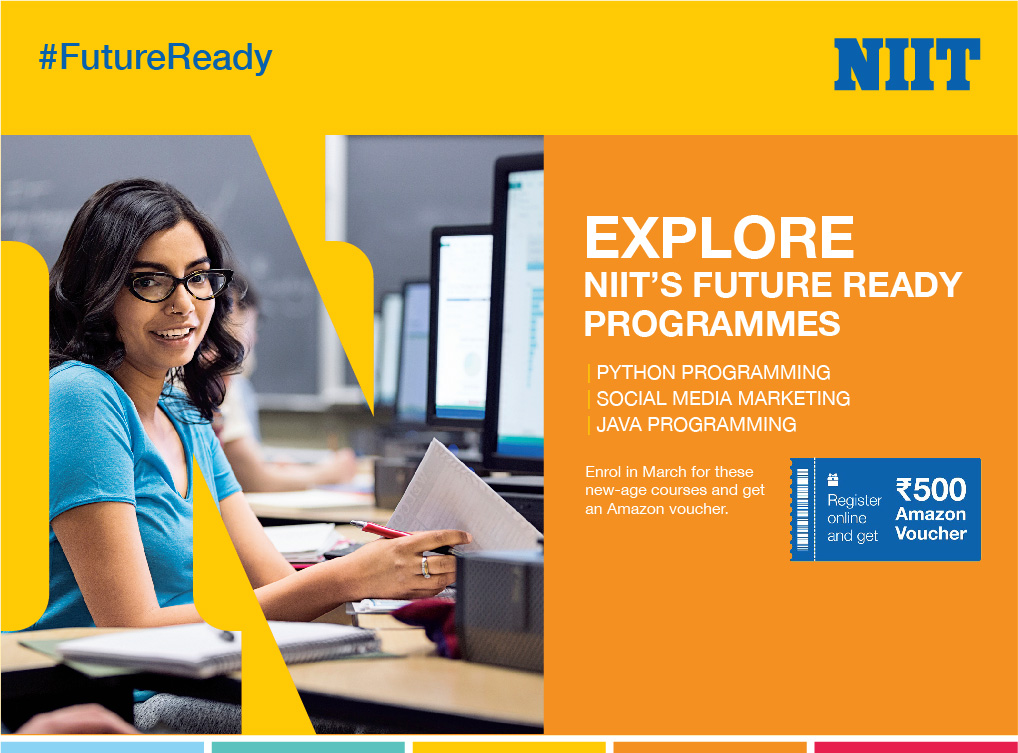 #FutureReady
NIIT
EXPLORE
NIIT'S FUTURE READY
PROGRAMMES
PYTHON PROGRAMMING
SOCIAL MEDIA MARKETING
JAVA PROGRAMMING
Enrol in March for these
new-age courses and get
an Amazon voucher.
Register
online
and get
₹500
Amazon
Voucher